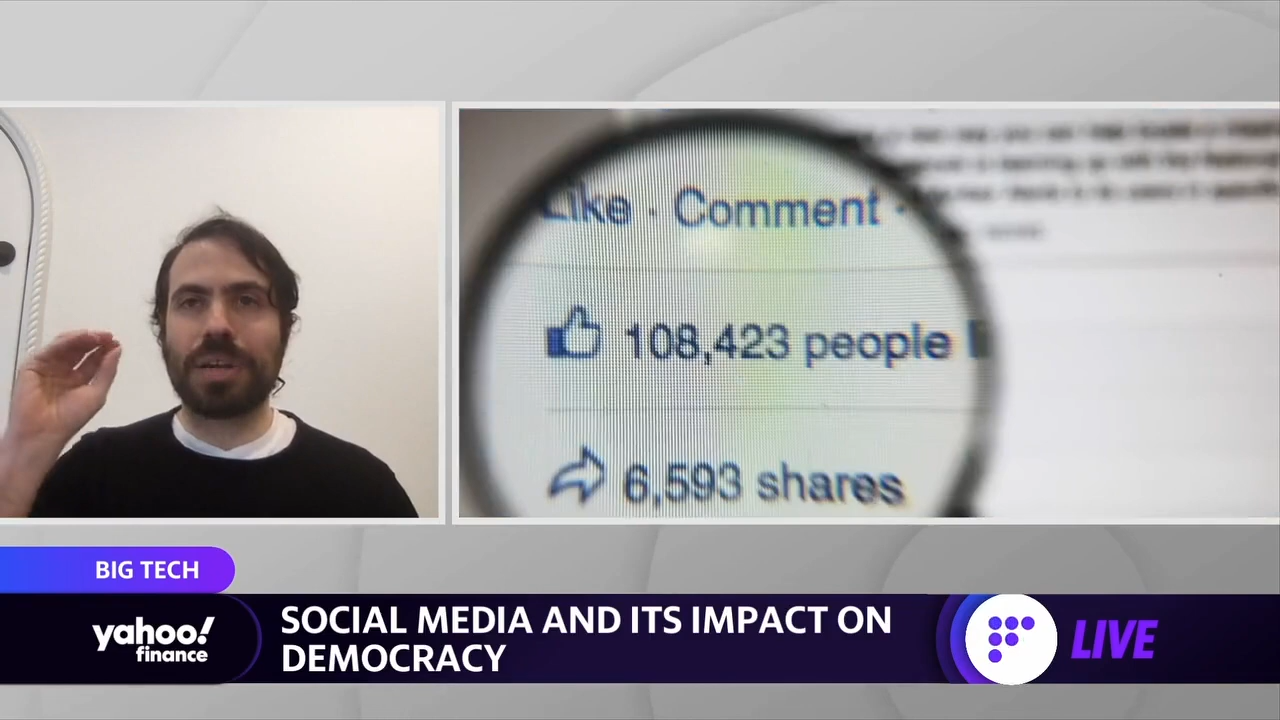 Like · Comment ·
108,423 people
6,593 shares
BIG TECH
yahoo!
finance
SOCIAL MEDIA AND ITS IMPACT ON
DEMOCRACY
LIVE